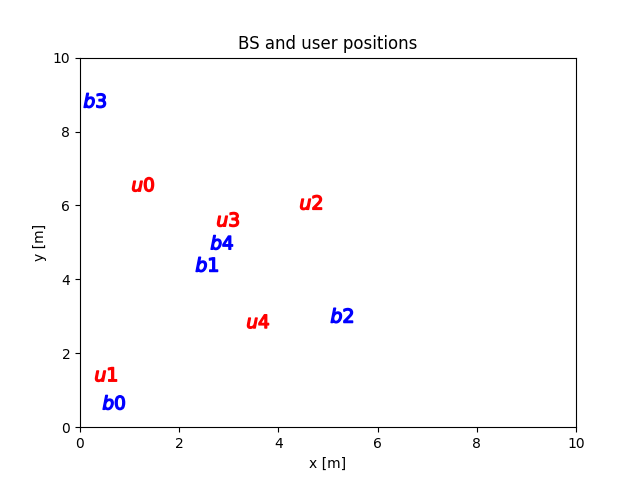 BS and user positions
10
b3
8
u0
6
u2
u3
b4
b1
4
b2
u4
2
u1
b0
0
0 2 4 6 8 10
x [m]
y [m]